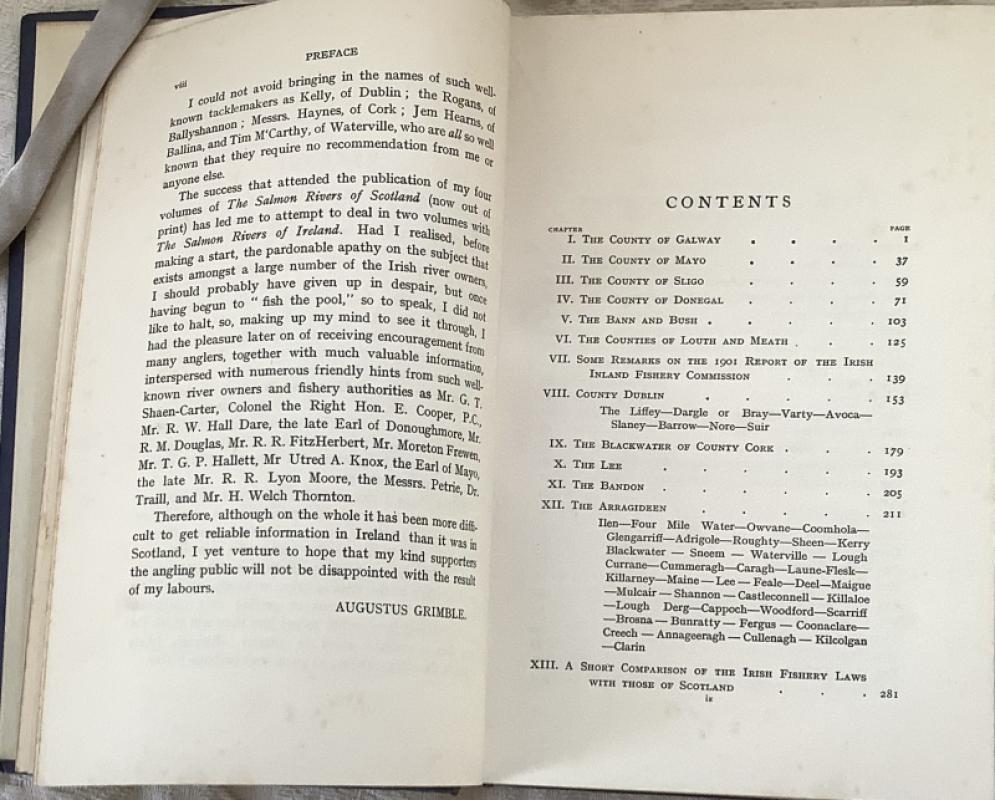 PREFACE
viii
I could not avoid bringing in the names of such well-
known tacklemakers as Kelly, of Dublin; the Rogans, of
Ballyshannon; Messrs. Haynes, of Cork; Jem Hearns, of
Ballina, and Tim M'Carthy, of Waterville, who are all so well
known that they require no recommendation from me or
anyone else.
The success that attended the publication of my four
volumes of The Salmon Rivers of Scotland (now out of
print) has led me to attempt to deal in two volumes with
The Salmon Rivers of Ireland. Had I realised, before
making a start, the pardonable apathy on the subject that
exists amongst a large number of the Irish river owners,
I should probably have given up in despair, but once
having begun to "fish the pool," so to speak, I did not
like to halt, so, making up my mind to see it through, I
had the pleasure later on of receiving encouragement from
many anglers, together with much valuable information,
interspersed with numerous friendly hints from such well-
known river owners and fishery authorities as Mr. G. T.
Shaen-Carter, Colonel the Right Hon. E. Cooper, P.C.,
Mr. R. W. Hall Dare, the late Earl of Donoughmore, Mr.
R. M. Douglas, Mr. R. R. FitzHerbert, Mr. Moreton Frewen,
Mr. T. G. P. Hallett, Mr Utred A. Knox, the Earl of Mayo,
the late Mr. R. R. Lyon Moore, the Messrs. Petrie, Dr.
Traill, and Mr. H. Welch Thornton.
Therefore, although on the whole it has been more diffi-
cult to get reliable information in Ireland than it was in
Scotland, I yet venture to hope that my kind supporters
the angling public will not be disappointed with the result
of my labours.
AUGUSTUS GRIMBLE.
CONTENTS
CHAPTER PAGE
I. THE COUNTY OF GALWAY . . . . 1
II. THE COUNTY OF MAYO . . . . 37
III. THE COUNTY OF SLIGO . . . . 59
IV. THE COUNTY OF DONEGAL . . . . 71
V. THE BANN AND BUSH . . . . . 103
VI. THE COUNTIES OF LOUTH AND MEATH . . . 125
VII. SOME REMARKS ON THE 1901 REPORT OF THE IRISH
INLAND FISHERY COMMISSION . . . 139
VIII. COUNTY DUBLIN . . . . 153
The Liffey—Dargle or Bray—Varty—Avoca—
Slaney—Barrow—Nore—Suir
IX. THE BLACKWATER OF COUNTY CORK . . . 179
X. THE LEE . . . . 193
XI. THE BANDON . . . . 205
XII. THE ARRAGIDEEN . . . . 211
Ilen—Four Mile Water—Owvane—Coomhola—
Glengarriff—Adrigole—Roughty—Sheen—Kerry
Blackwater — Sneem — Waterville — Lough
Currane—Cummeragh—Caragh—Laune-Flesk—
Killarney—Maine—Lee — Feale—Deel—Maigue
—Mulcair — Shannon — Castleconnell — Killaloe
—Lough Derg—Cappoch—Woodford—Scarriff
—Brosna — Bunratty — Fergus — Coonaclare—
Creech — Annageeragh — Cullenagh — Kilcolgan
—Clarin
XIII. A SHORT COMPARISON OF THE IRISH FISHERY LAWS
WITH THOSE OF SCOTLAND . . . 281
ix